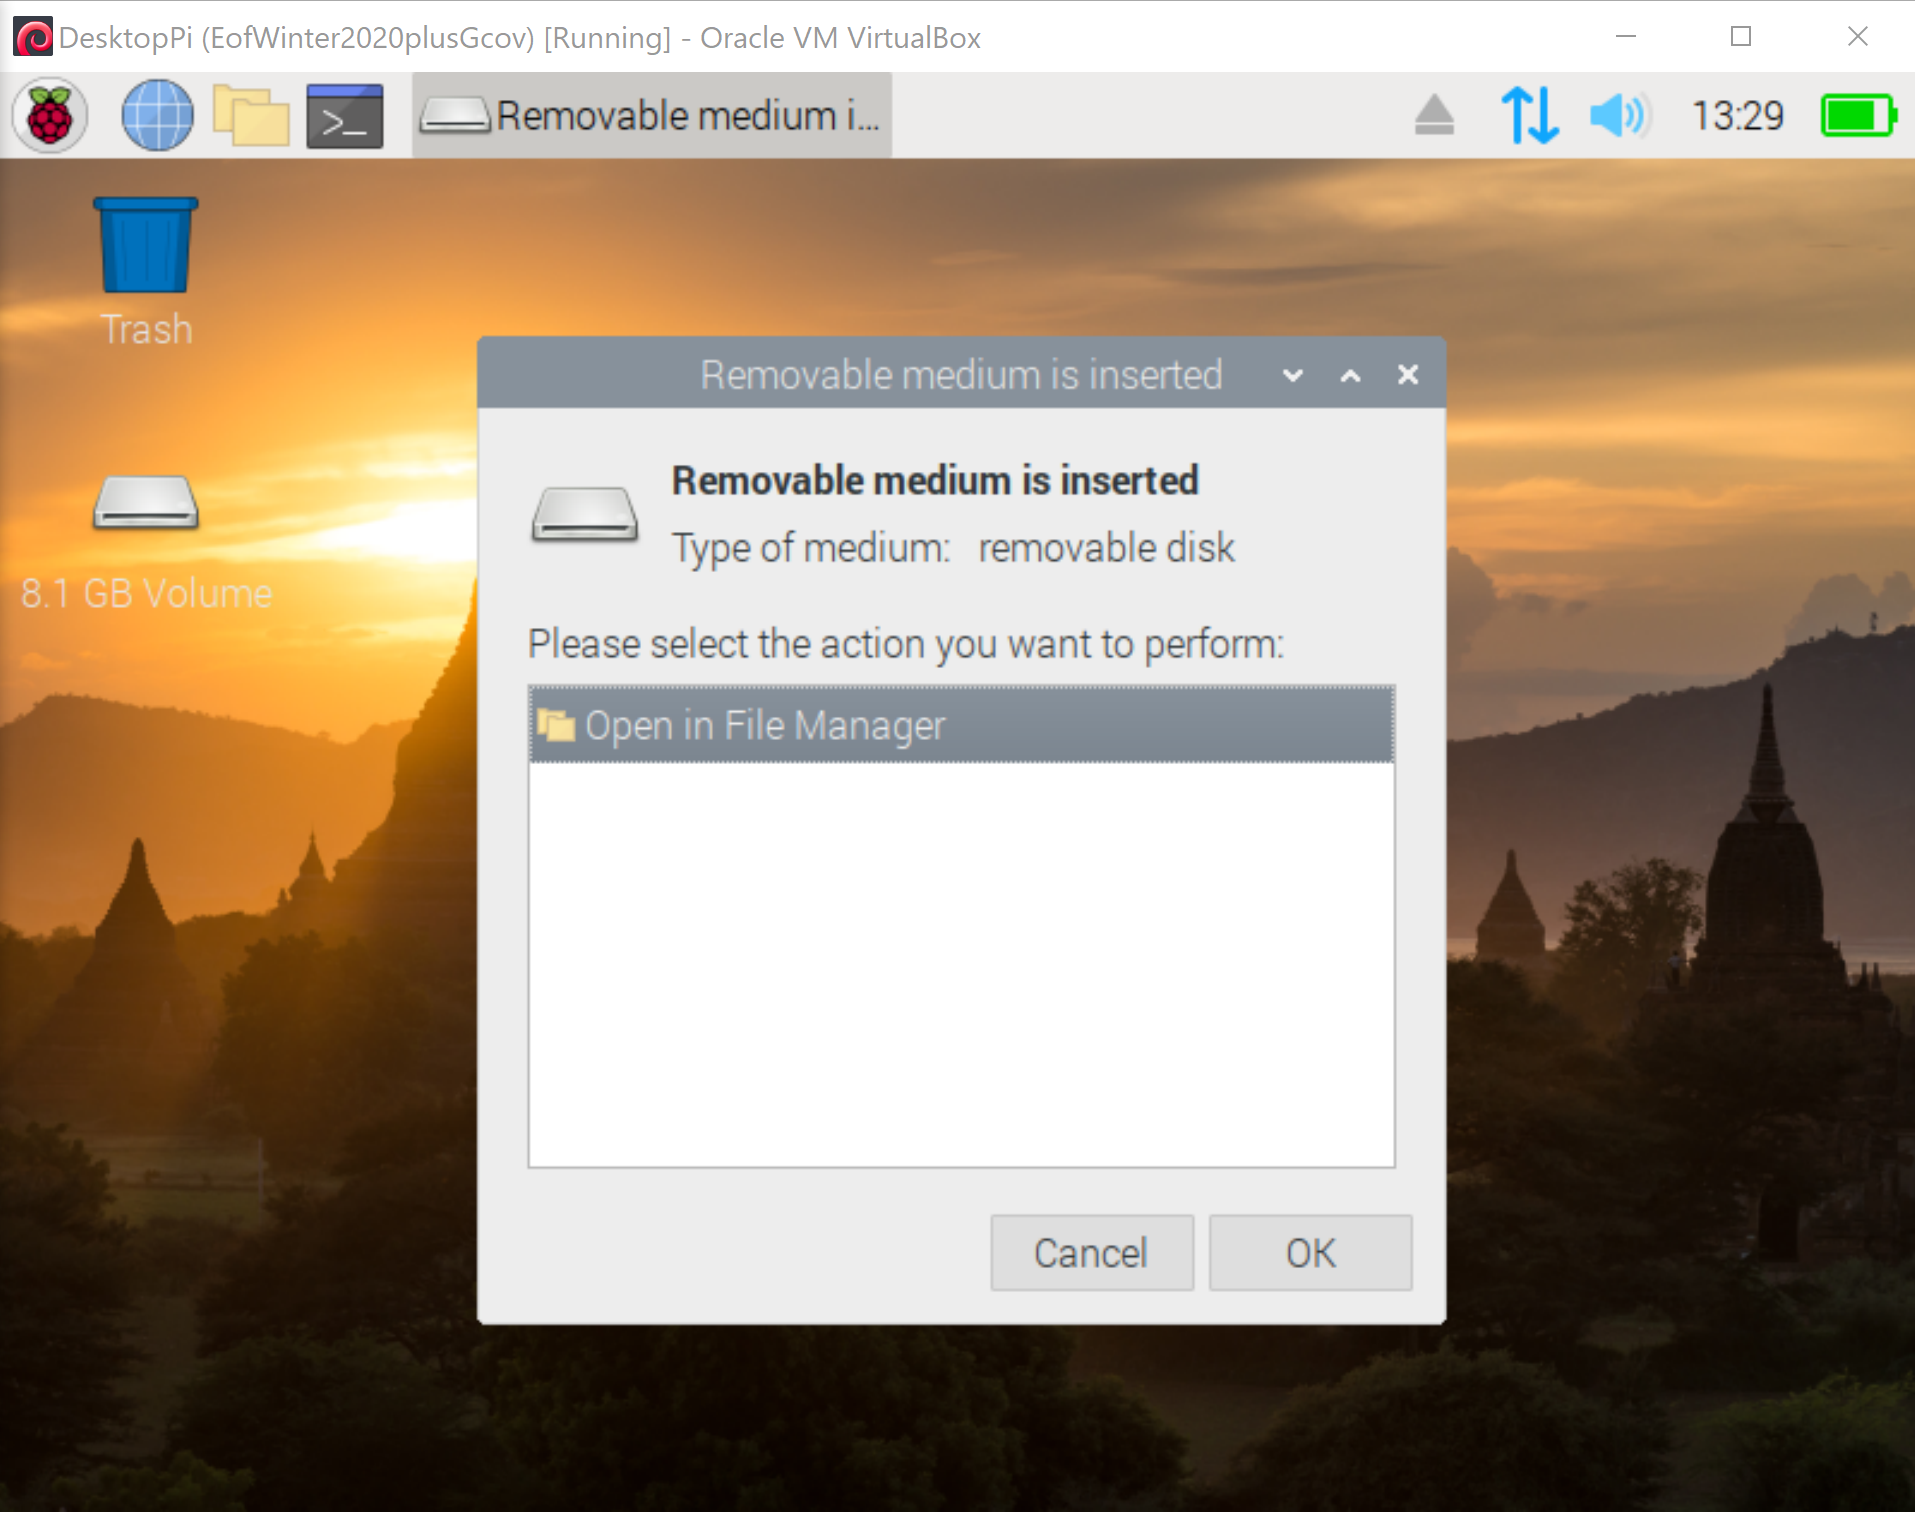 DesktopPi (EofWinter2020plusGcov) [Running] - Oracle VM VirtualBox
>_
Removable medium i...
13:29
Trash
8.1 GB Volume
Removable medium is inserted
Removable medium is inserted
Type of medium: removable disk
Please select the action you want to perform:
Open in File Manager
Cancel
OK